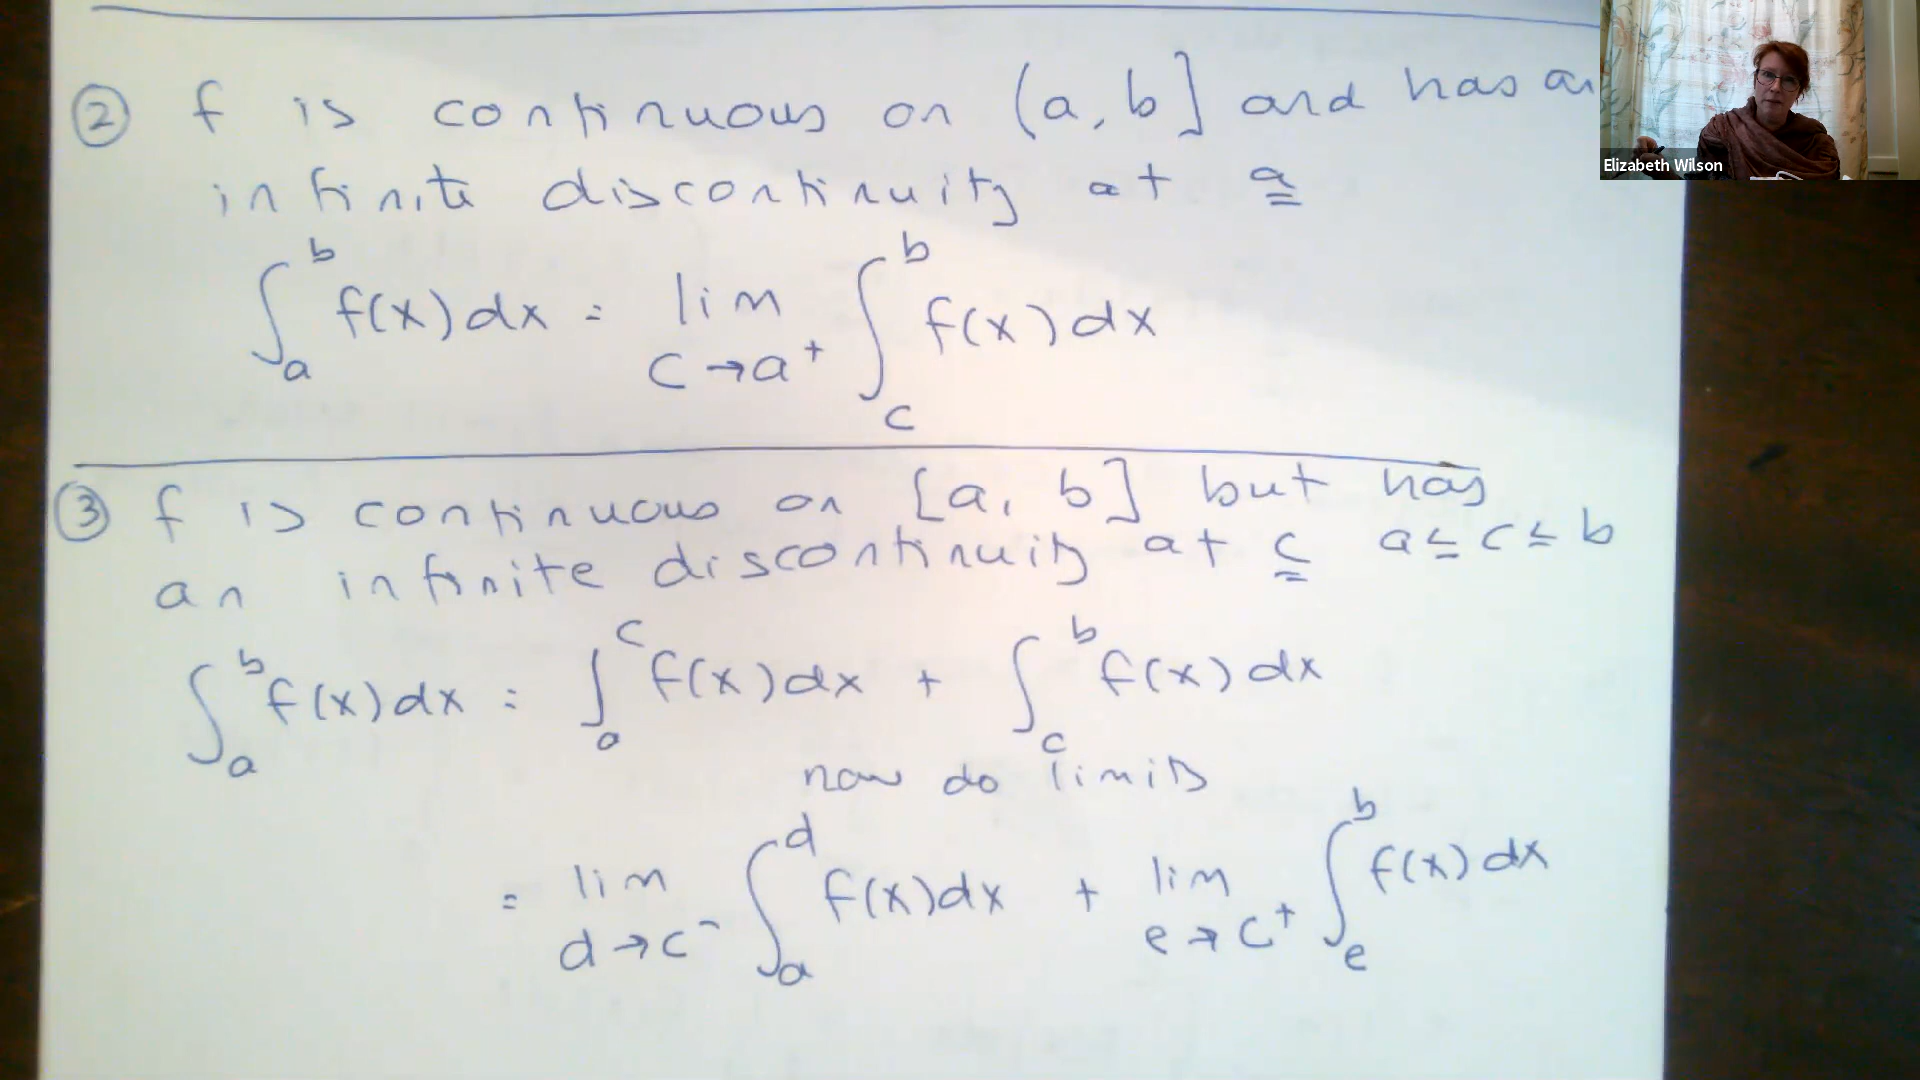 ② f is continuous on (a, b] and has an
infinite discontinuity at a
∫_a^b f(x)dx = lim_{c→a⁺} ∫_c^b f(x)dx
③ f is continuous on [a, b] but has
an infinite discontinuity at c a≤c≤b
∫_a^b f(x)dx = ∫_a^c f(x)dx + ∫_c^b f(x)dx
now do limits
= lim_{d→c⁻} ∫_a^d f(x)dx + lim_{e→c⁺} ∫_e^b f(x)dx
Elizabeth Wilson